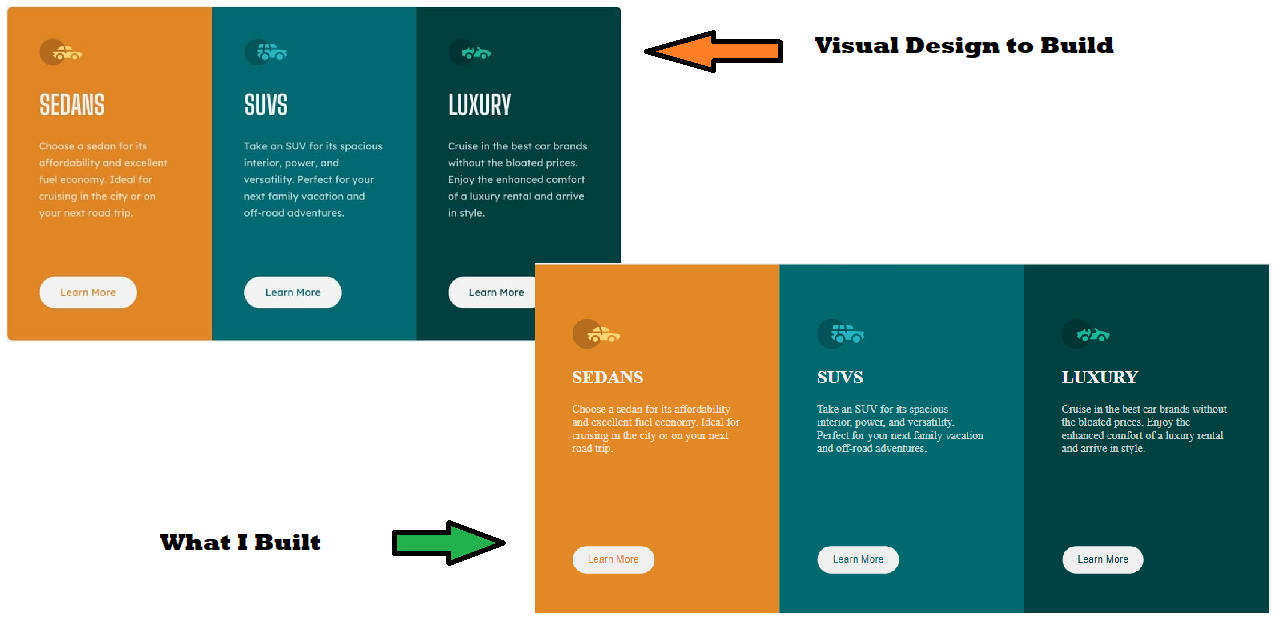 Visual Design to Build
SEDANS
Choose a sedan for its
affordability and excellent
fuel economy. Ideal for
cruising in the city or on
your next road trip.
Learn More
SUVS
Take an SUV for its spacious
interior, power, and
versatility. Perfect for your
next family vacation and
off-road adventures.
Learn More
LUXURY
Cruise in the best car brands
without the bloated prices.
Enjoy the enhanced comfort
of a luxury rental and arrive
in style.
Learn More
What I Built
SEDANS
Choose a sedan for its affordability
and excellent fuel economy. Ideal for
cruising in the city or on your next
road trip.
Learn More
SUVS
Take an SUV for its spacious
interior, power, and versatility.
Perfect for your next family vacation
and off-road adventures.
Learn More
LUXURY
Cruise in the best car brands without
the bloated prices. Enjoy the
enhanced comfort of a luxury rental
and arrive in style.
Learn More